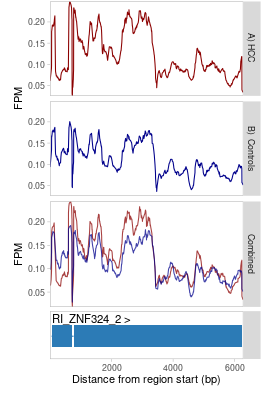 0.20
0.15
0.10
0.05
A) HCC
FPM
0.20
0.15
0.10
0.05
B) Controls
0.20
0.15
0.10
0.05
Combined
FPM
RI_ZNF324_2 >
2000
4000
6000
Distance from region start (bp)